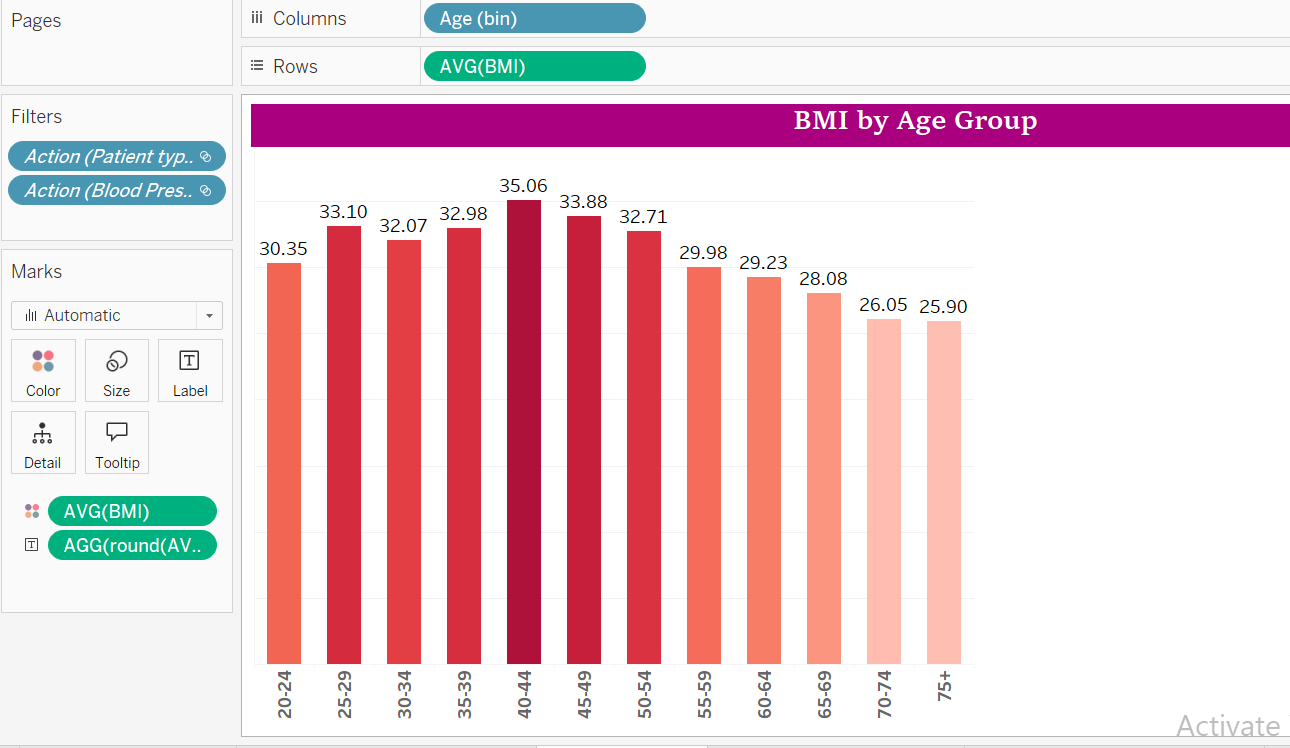 Pages
Columns
Age (bin)
Rows
AVG(BMI)
Filters
Action (Patient typ..
Action (Blood Pres..
Marks
Automatic
Color
Size
T
Label
Detail
Tooltip
AVG(BMI)
T
AGG(round(AV..
BMI by Age Group
30.35
33.10
32.07
32.98
35.06
33.88
32.71
29.98
29.23
28.08
26.05
25.90
20-24
25-29
30-34
35-39
40-44
45-49
50-54
55-59
60-64
65-69
70-74
75+
Activate